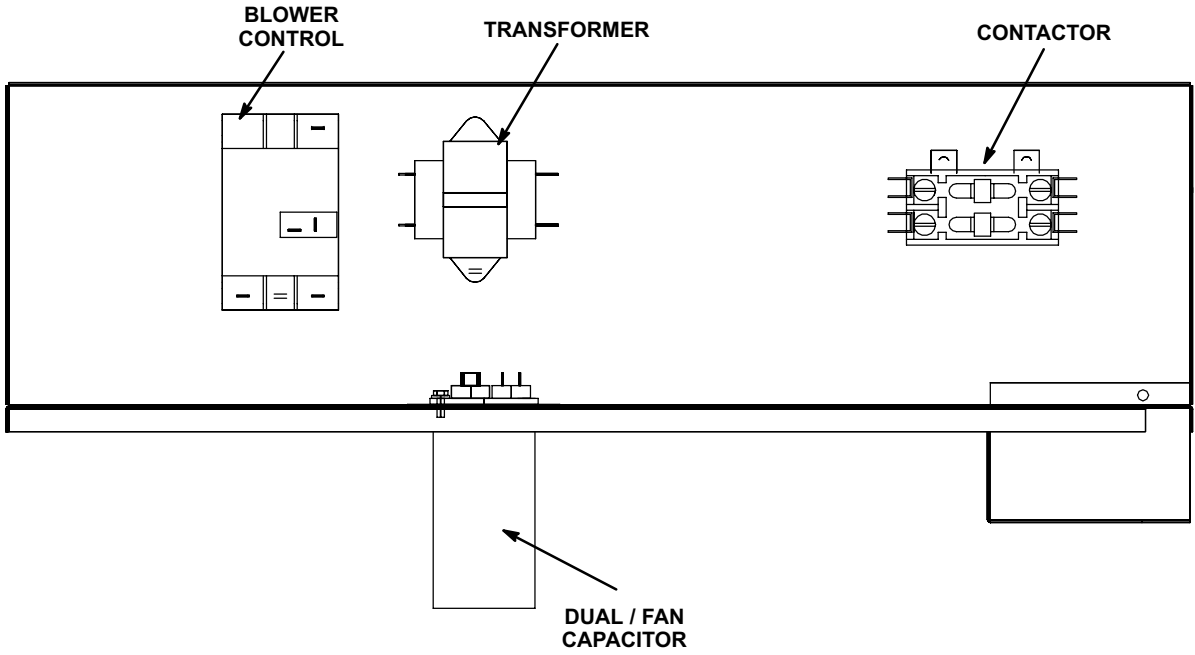 BLOWER
CONTROL
TRANSFORMER
CONTACTOR
DUAL / FAN
CAPACITOR